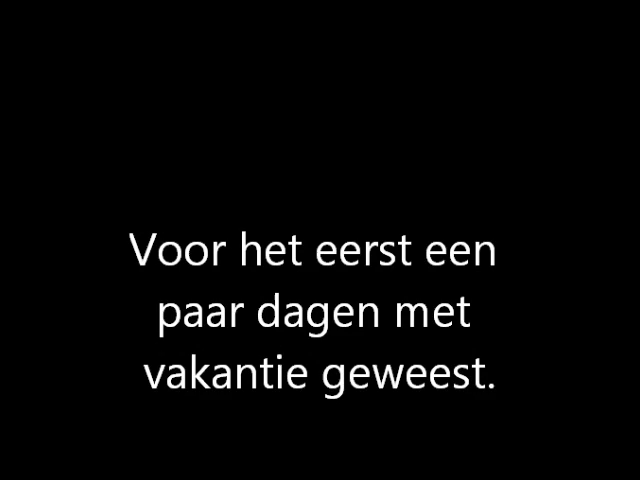 Voor het eerst een
paar dagen met
vakantie geweest.